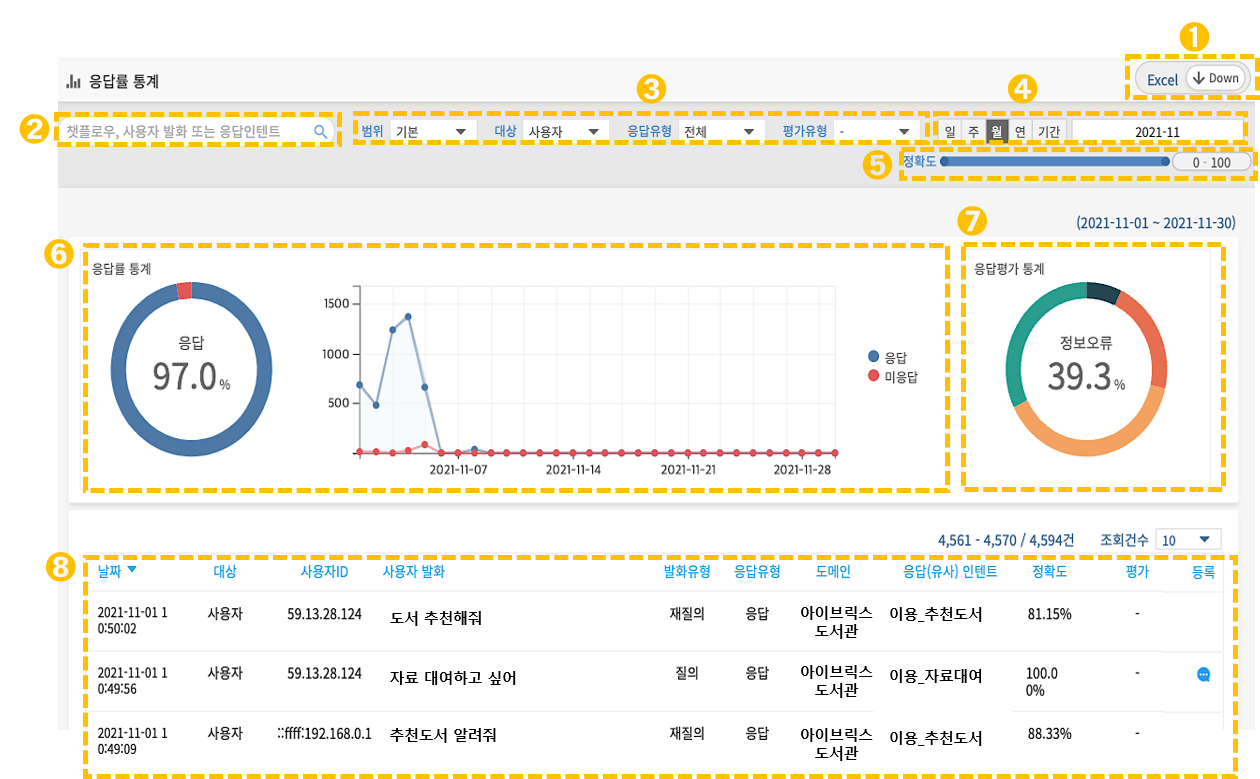 1
응답률 통계
Excel
Down
2
챗플로우, 사용자 발화 또는 응답인텐트
3
범위 기본 대상 사용자 응답유형 전체 평가유형 -
4
일 주 월 연 기간 2021-11
5
정확도 0 - 100
(2021-11-01 ~ 2021-11-30)
6
응답률 통계
응답
97.0 %
1500
1000
500
2021-11-07 2021-11-14 2021-11-21 2021-11-28
응답
미응답
7
응답평가 통계
정보오류
39.3 %
4,561 - 4,570 / 4,594건 조회건수 10
8
날짜 대상 사용자ID 사용자 발화 발화유형 응답유형 도메인 응답(유사) 인텐트 정확도 평가 등록
2021-11-01 1
0:50:02
사용자 59.13.28.124 도서 추천해줘 재질의 응답
아이브릭스
도서관
이용_추천도서 81.15% -
2021-11-01 1
0:49:56
사용자 59.13.28.124 자료 대여하고 싶어 질의 응답
아이브릭스
도서관
이용_자료대여
100.0
0%
-
2021-11-01 1
0:49:09
사용자 ::ffff:192.168.0.1 추천도서 알려줘 재질의 응답
아이브릭스
도서관
이용_추천도서 88.33% -